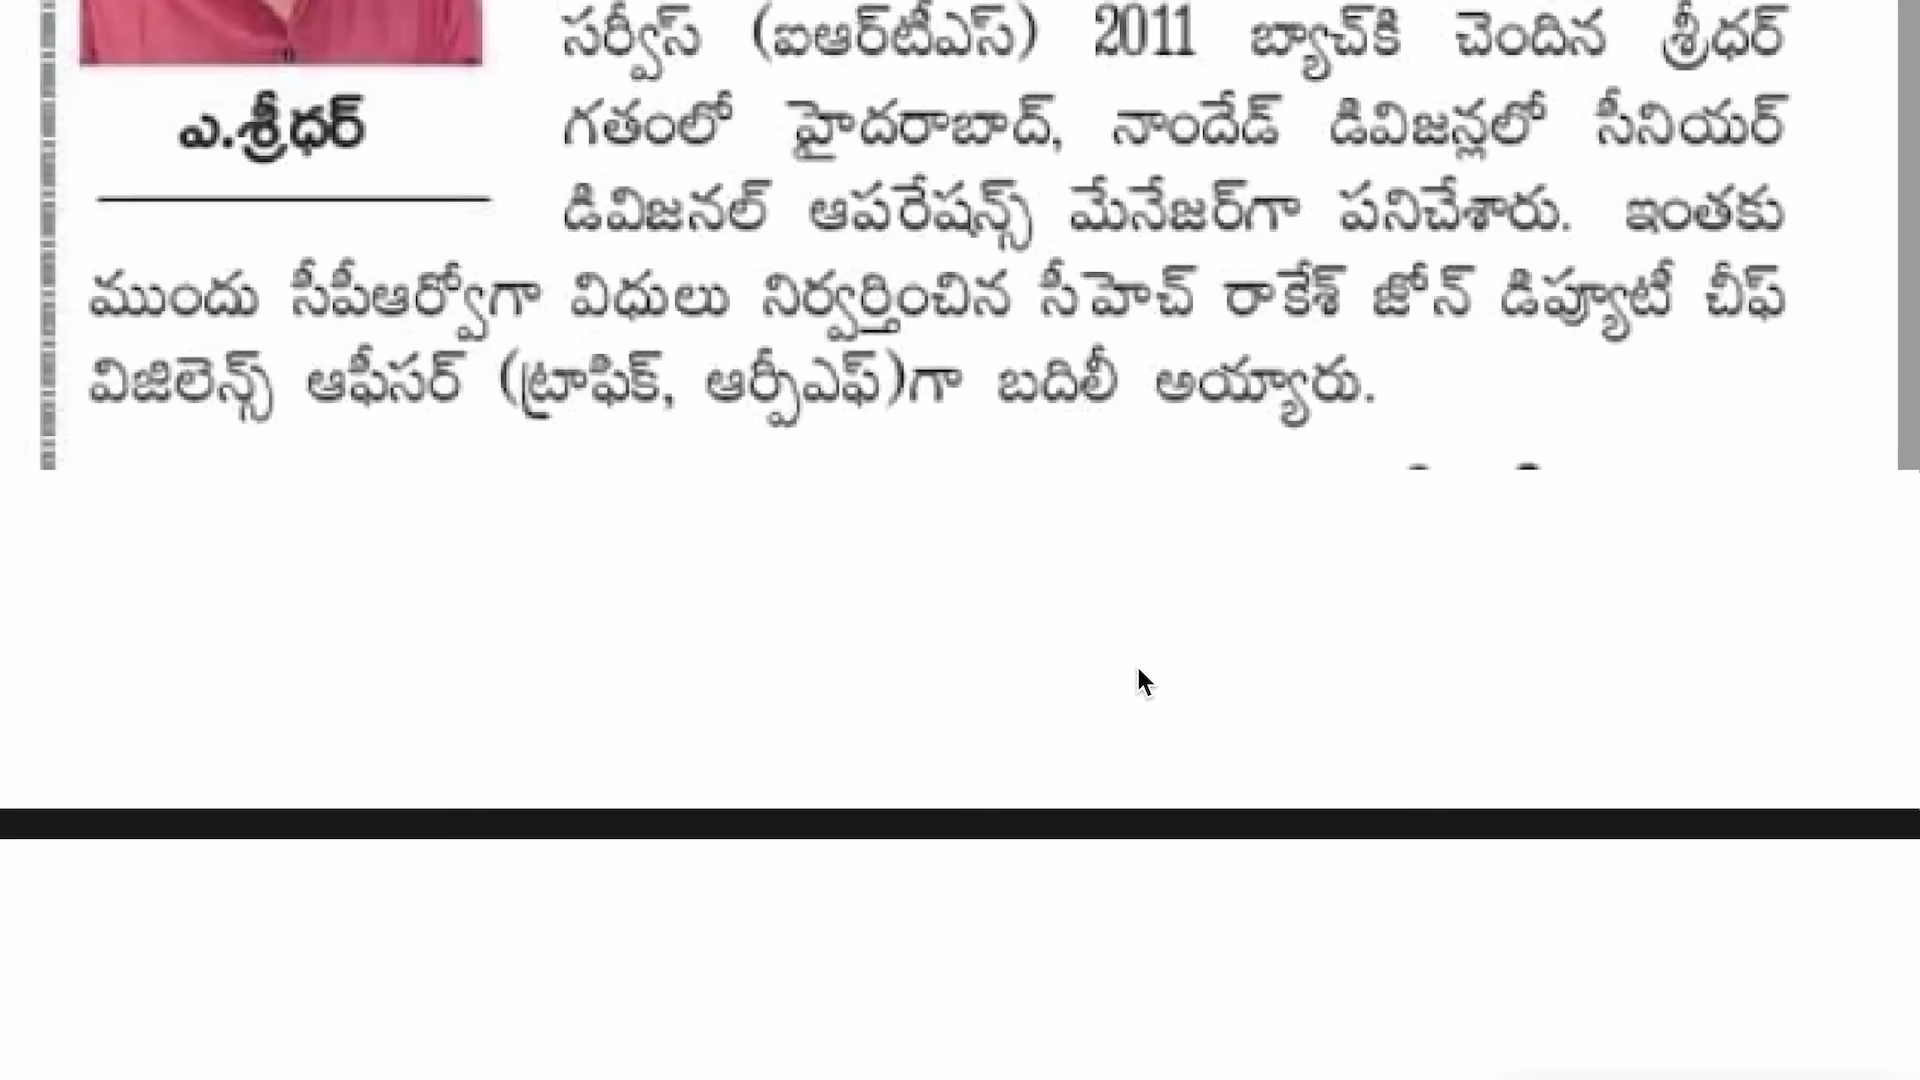 సర్వీస్ (ఐఆర్‌టీఎస్) 2011 బ్యాచ్‌కి చెందిన శ్రీధర్
ఎ.శ్రీధర్
గతంలో హైదరాబాద్, నాందేడ్ డివిజన్లలో సీనియర్
డివిజనల్ ఆపరేషన్స్ మేనేజర్‌గా పనిచేశారు. ఇంతకు
ముందు సీపీఆర్వోగా విధులు నిర్వర్తించిన సీహెచ్ రాకేశ్ జోన్ డిప్యూటీ చీఫ్
విజిలెన్స్ ఆఫీసర్ (ట్రాఫిక్, ఆర్పీఎఫ్)గా బదిలీ అయ్యారు.